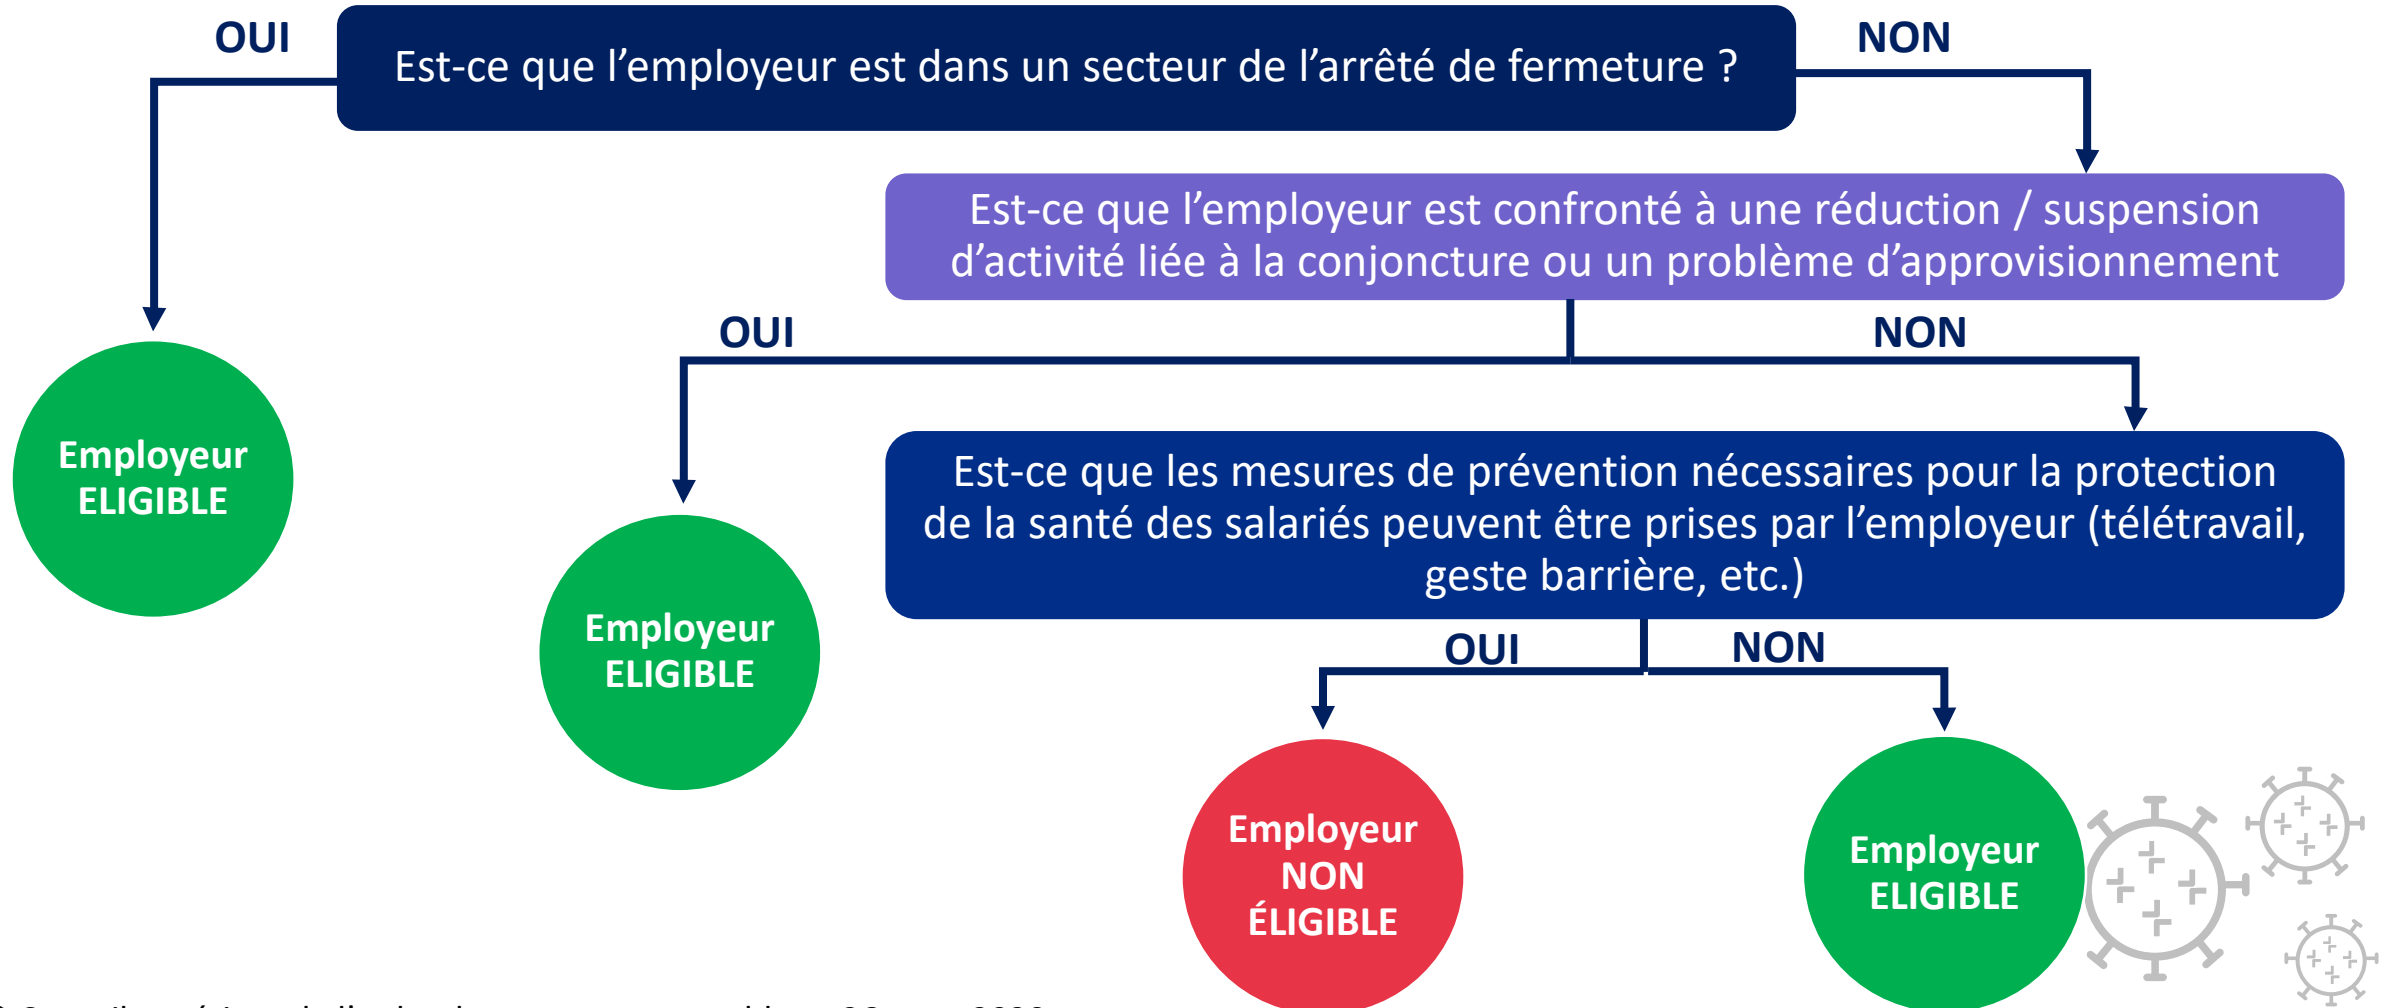 OUI
Est-ce que l’employeur est dans un secteur de l’arrêté de fermeture ?
NON
Est-ce que l’employeur est confronté à une réduction / suspension
d’activité liée à la conjoncture ou un problème d’approvisionnement
OUI
NON
Employeur
ELIGIBLE
Est-ce que les mesures de prévention nécessaires pour la protection
de la santé des salariés peuvent être prises par l’employeur (télétravail,
geste barrière, etc.)
Employeur
ELIGIBLE
OUI
NON
Employeur
NON
ÉLIGIBLE
Employeur
ELIGIBLE